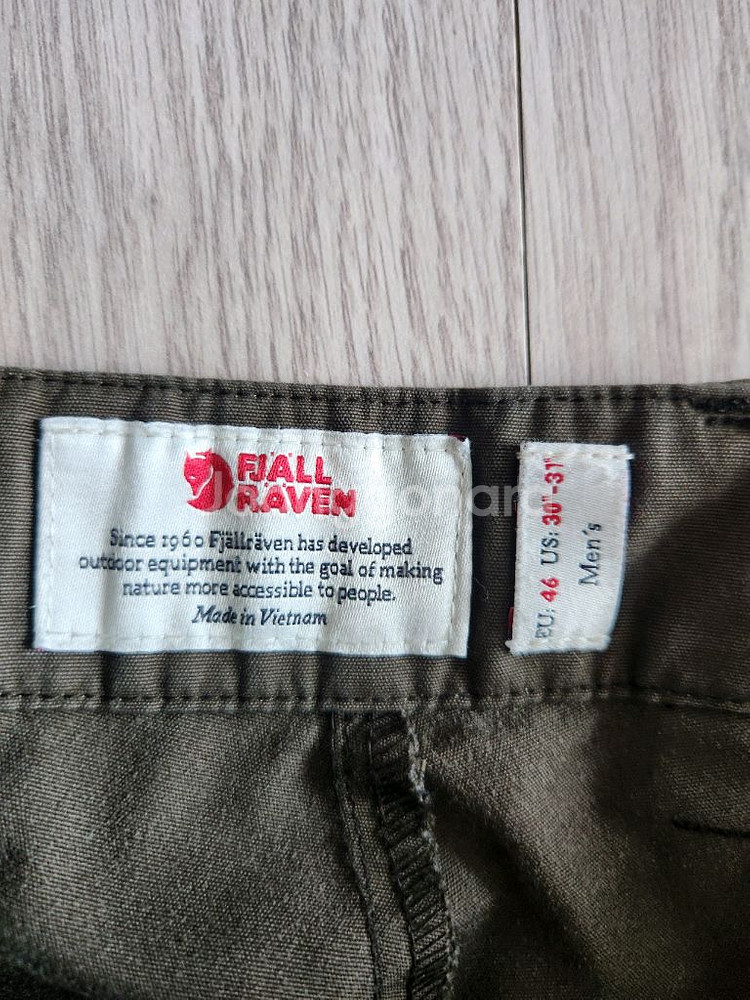 FJÄLL
RÄVEN
Since 1960 Fjällräven has developed
outdoor equipment with the goal of making
nature more accessible to people.
Made in Vietnam
EU: 46 US: 30"-31"
Men's